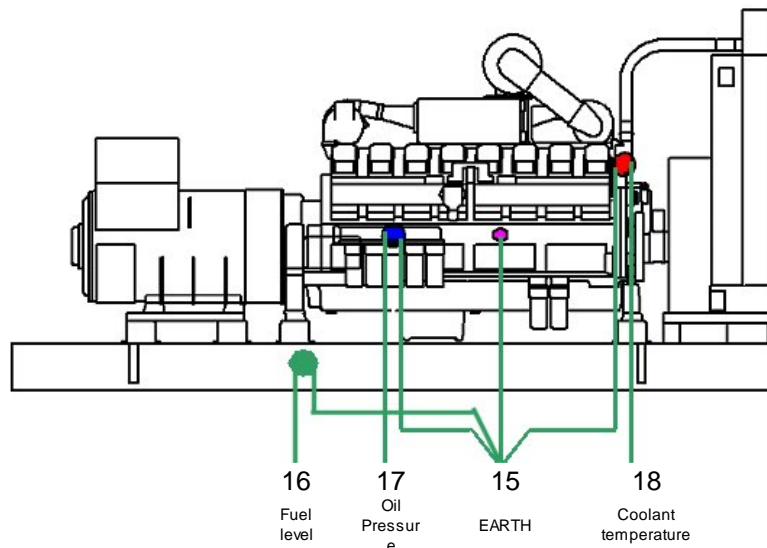 16 17 15 18
Fuel level
Oil Pressur e
EARTH
Coolant temperature